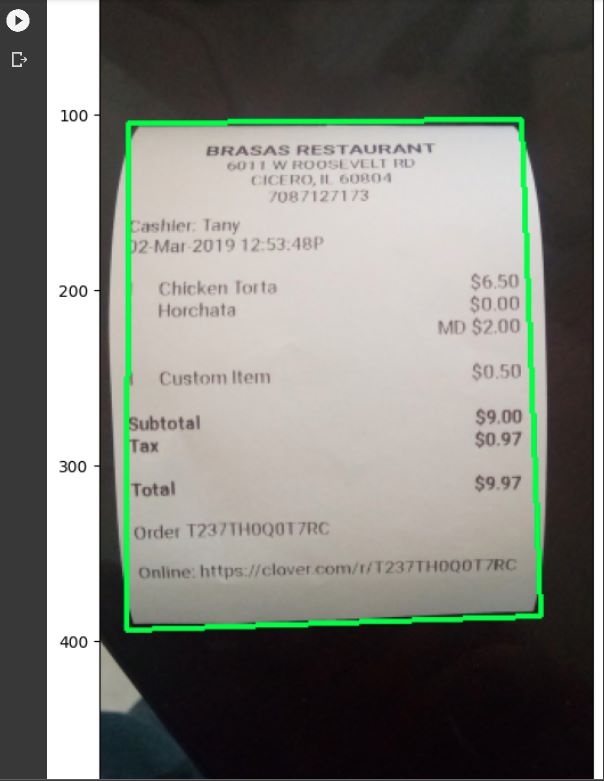 100
BRASAS RESTAURANT
6011 W ROOSEVELT RD
CICERO, IL 60804
7087127173
Cashier: Tany
02-Mar-2019 12:53:48P
200
Chicken Torta $6.50
Horchata $0.00
MD $2.00
Custom Item $0.50
Subtotal $9.00
Tax $0.97
300
Total $9.97
Order T237TH0Q0T7RC
Online: https://clover.com/r/T237TH0Q0T7RC
400